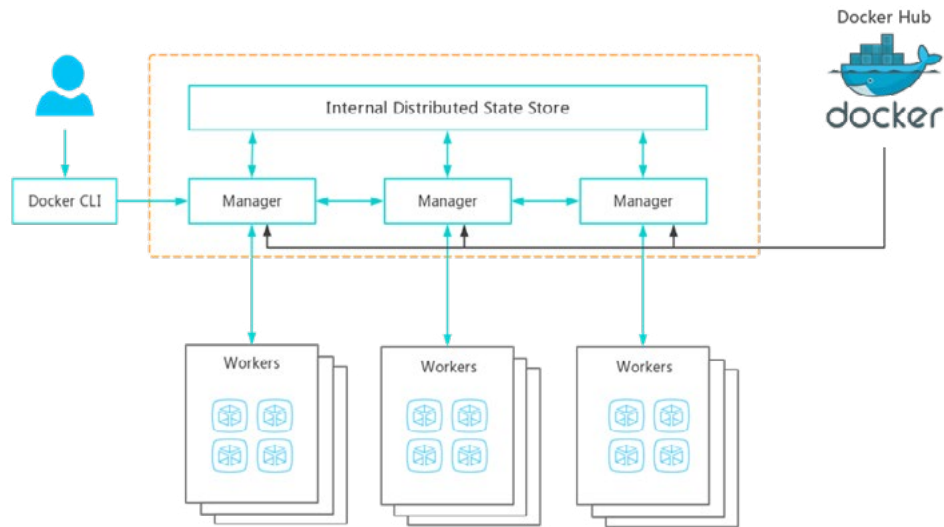 Docker Hub
docker
Internal Distributed State Store
Docker CLI
Manager
Manager
Manager
Workers
Workers
Workers